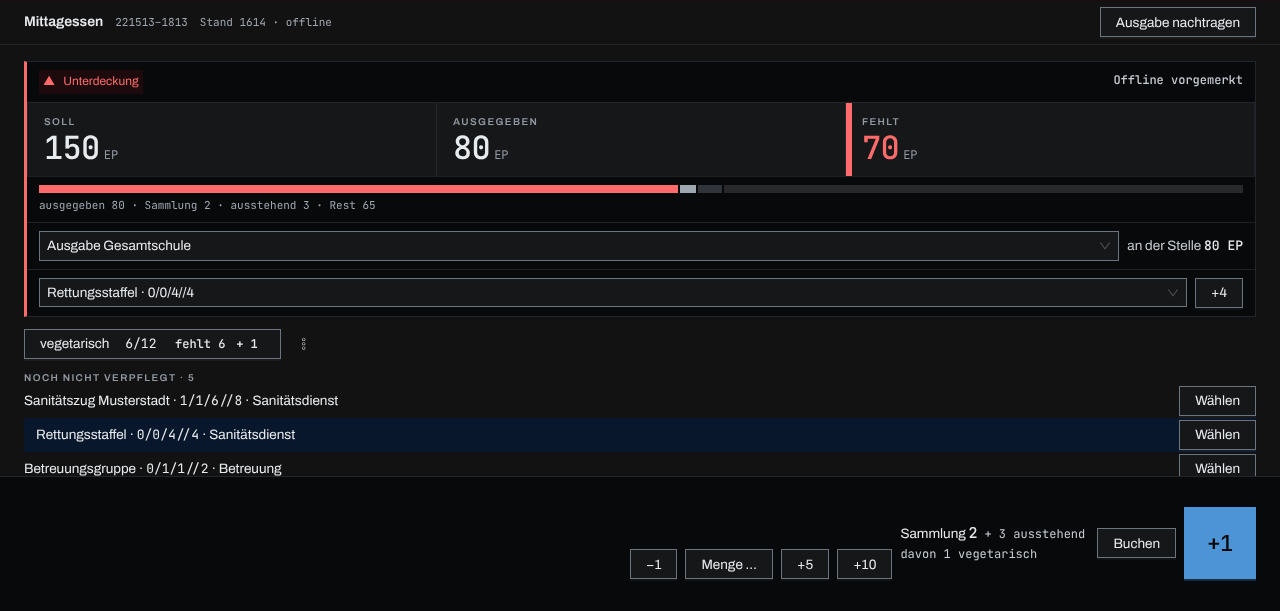 Mittagessen 221513–1813 Stand 1614 · offline
Ausgabe nachtragen
Unterdeckung
Offline vorgemerkt
SOLL
150 EP
AUSGEGEBEN
80 EP
FEHLT
70 EP
ausgegeben 80 · Sammlung 2 · ausstehend 3 · Rest 65
Ausgabe Gesamtschule
an der Stelle 80 EP
Rettungsstaffel · 0/0/4//4
+4
vegetarisch 6/12 fehlt 6 + 1
NOCH NICHT VERPFLEGT · 5
Sanitätszug Musterstadt · 1/1/6//8 · Sanitätsdienst
Wählen
Rettungsstaffel · 0/0/4//4 · Sanitätsdienst
Wählen
Betreuungsgruppe · 0/1/1//2 · Betreuung
Wählen
−1
Menge …
+5
+10
Sammlung 2 + 3 ausstehend
davon 1 vegetarisch
Buchen
+1